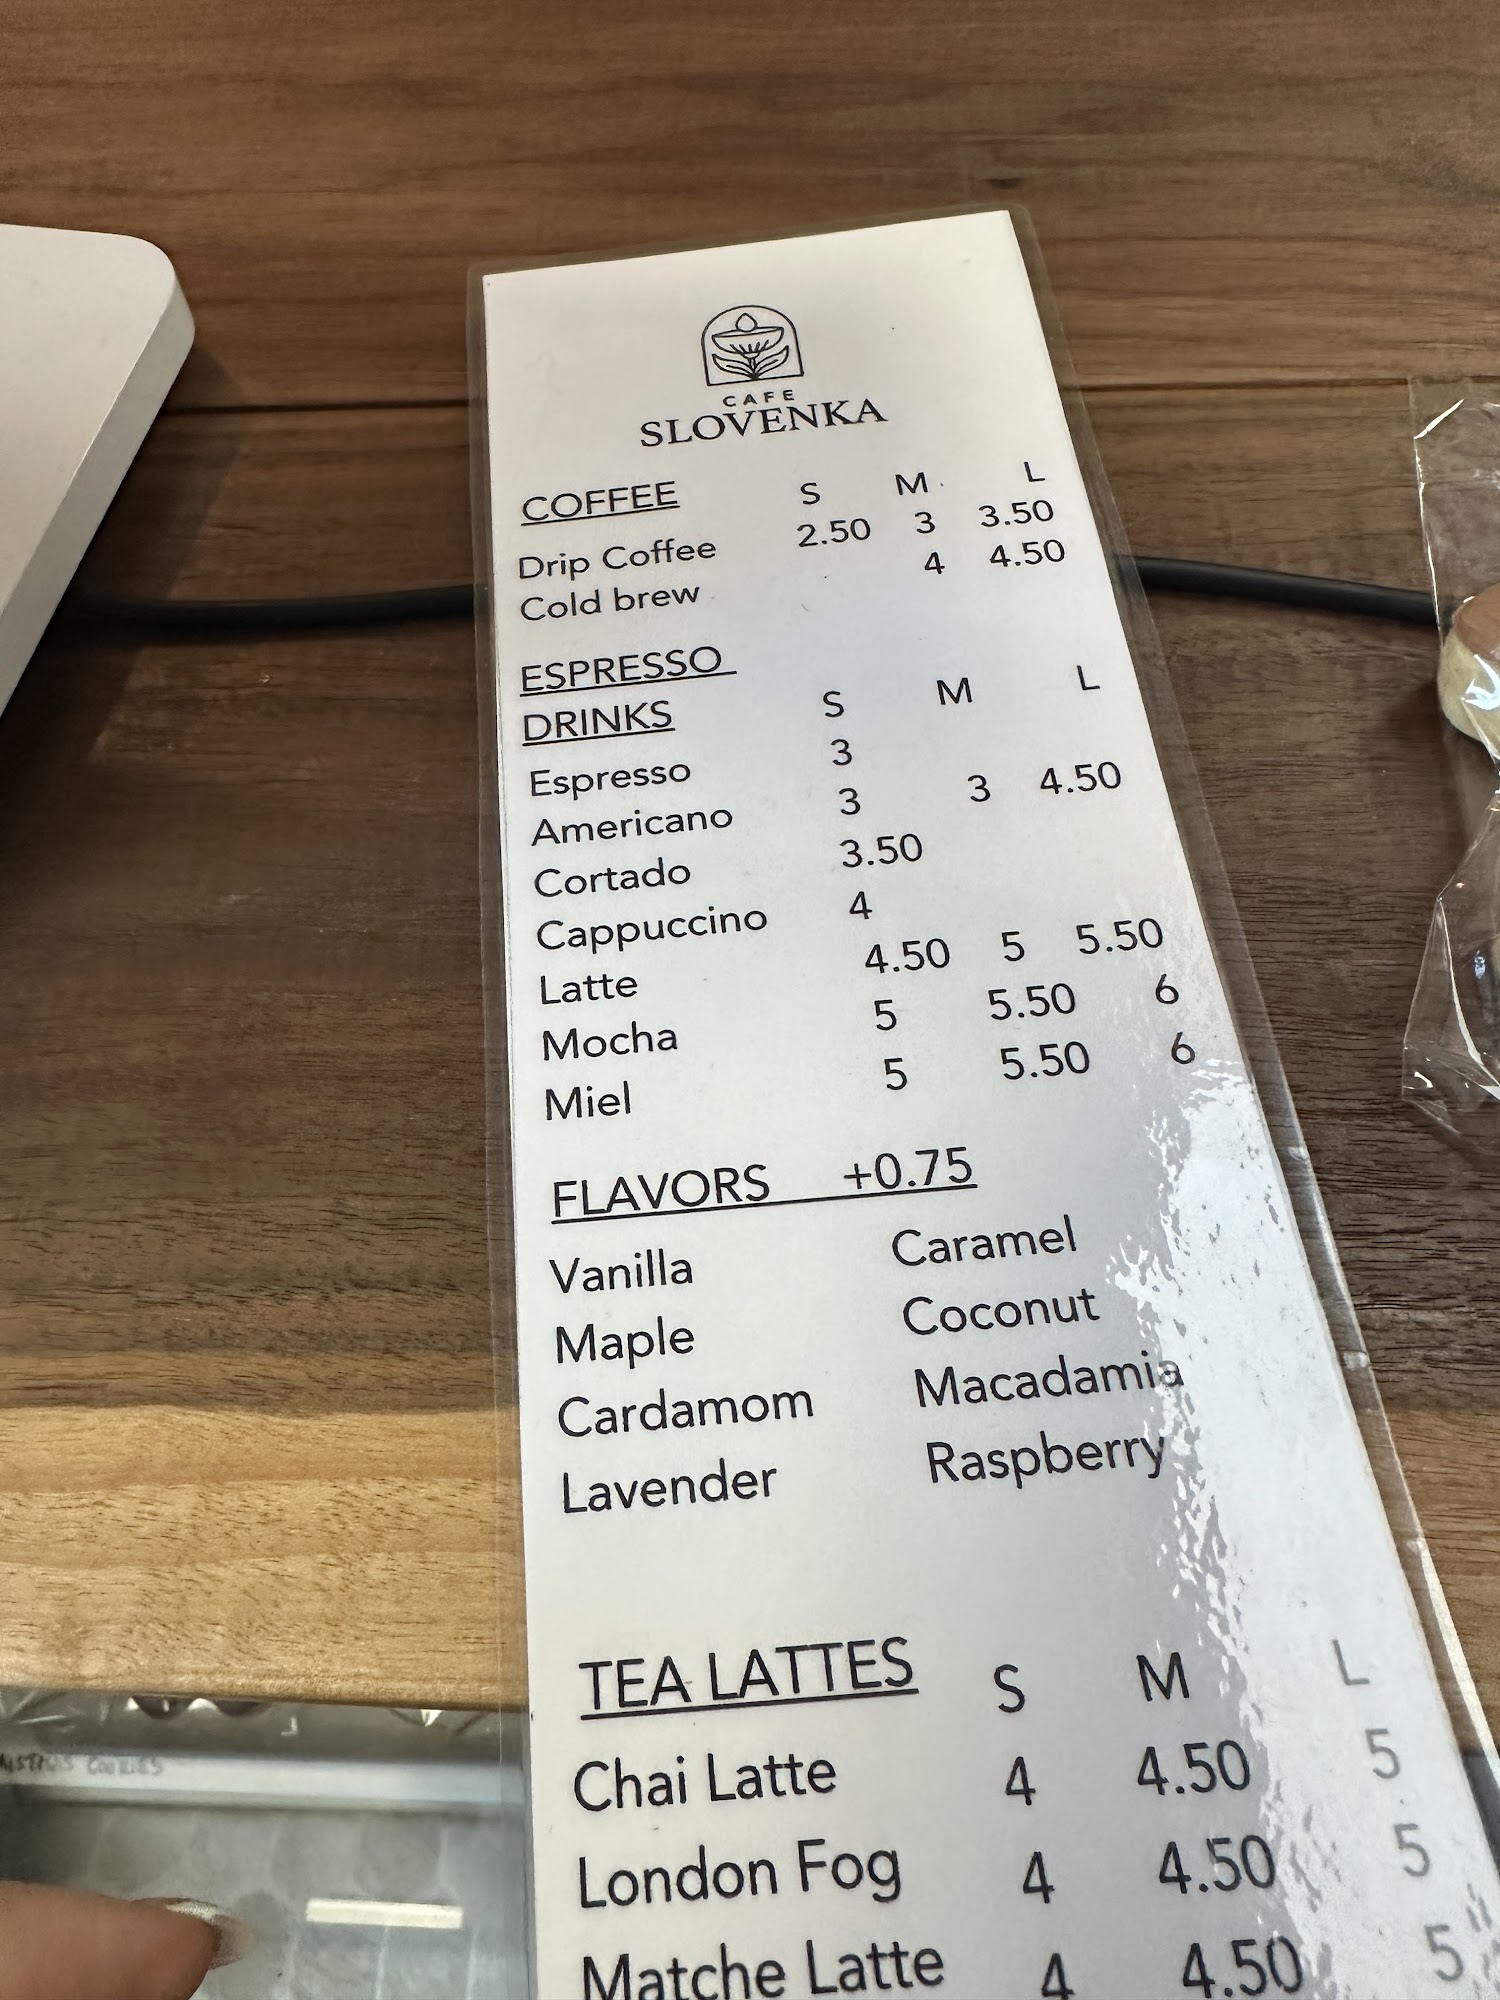 CAFE
SLOVENKA
COFFEE S M L
Drip Coffee 2.50 3 3.50
Cold brew 4 4.50
ESPRESSO
DRINKS S M L
Espresso 3
Americano 3 3 4.50
Cortado 3.50
Cappuccino 4
Latte 4.50 5 5.50
Mocha 5 5.50 6
Miel 5 5.50 6
FLAVORS +0.75
Vanilla Caramel
Maple Coconut
Cardamom Macadamia
Lavender Raspberry
TEA LATTES S M L
Chai Latte 4 4.50 5
London Fog 4 4.50 5
Matche Latte 4 4.50 5
COOKIES